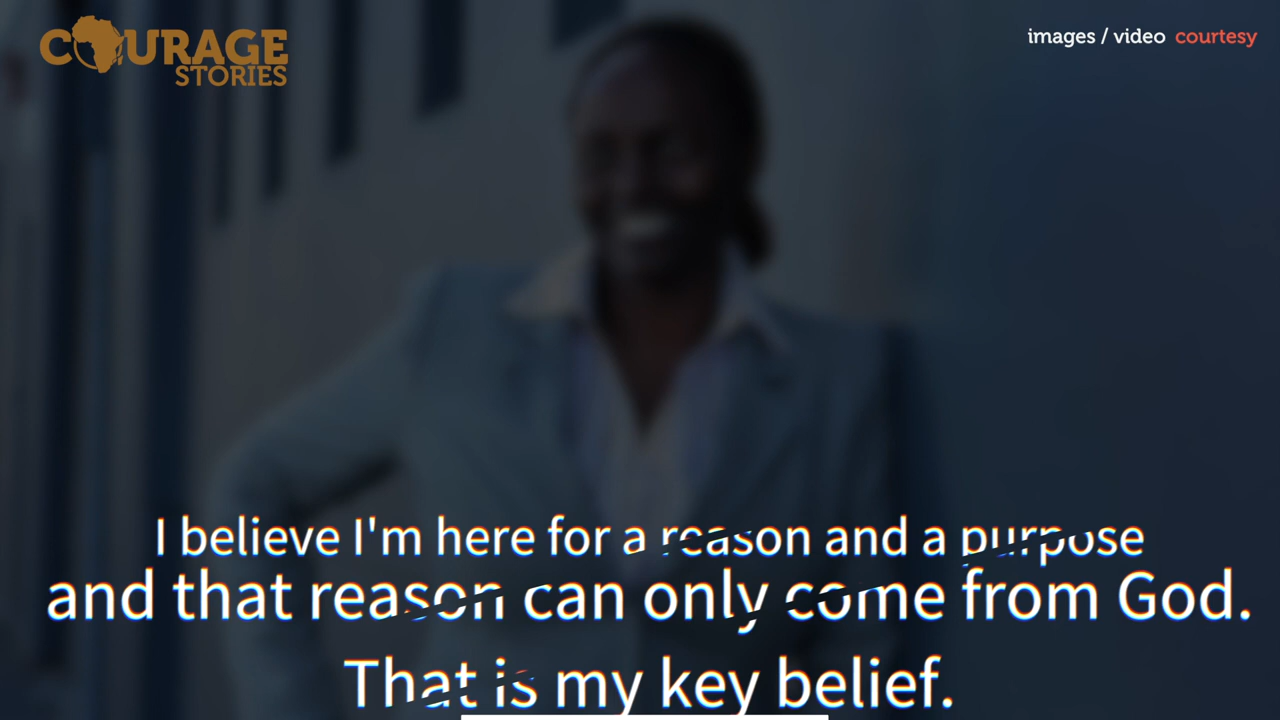 COURAGE
STORIES
images / video courtesy
I believe I'm here for a reason and a purpose
and that reason can only come from God.
That is my key belief.